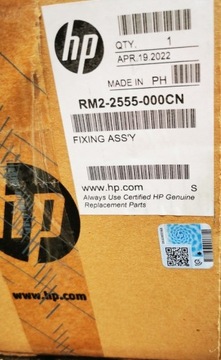 hp
QTY. 1
APR.19.2022
MADE IN PH
RM2-2555-000CN
FIXING ASS'Y
www.hp.com S
Always Use Certified HP Genuine
Replacement Parts
hp
www.hp.com